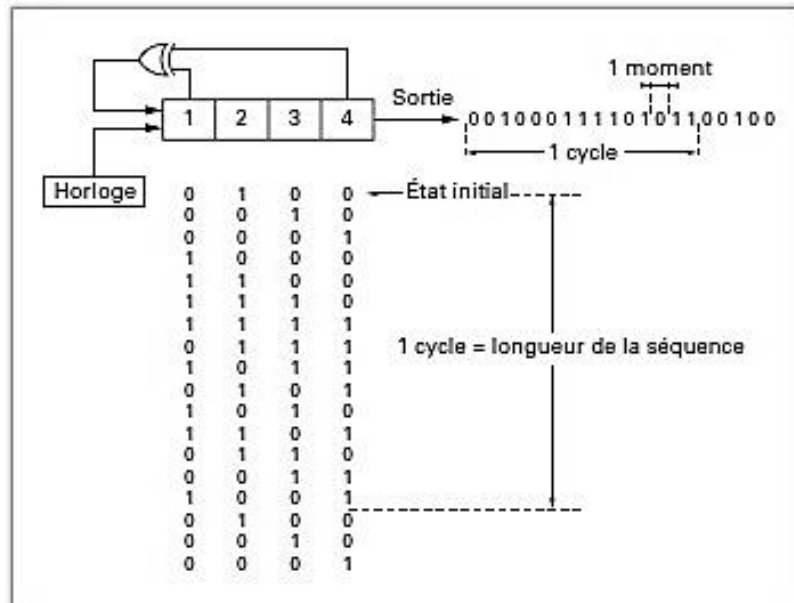 1 moment
Sortie
1 2 3 4
0 0 1 0 0 0 1 1 1 1 0 1 0 1 1 0 0 1 0 0
1 cycle
Horloge
0 1 0 0
État initial
0 0 1 0
0 0 0 1
1 0 0 0
1 1 0 0
1 1 1 0
1 1 1 1
0 1 1 1
1 cycle = longueur de la séquence
1 0 1 1
0 1 0 1
1 0 1 0
1 1 0 1
0 1 1 0
0 0 1 1
1 0 0 1
0 1 0 0
0 0 1 0
0 0 0 1